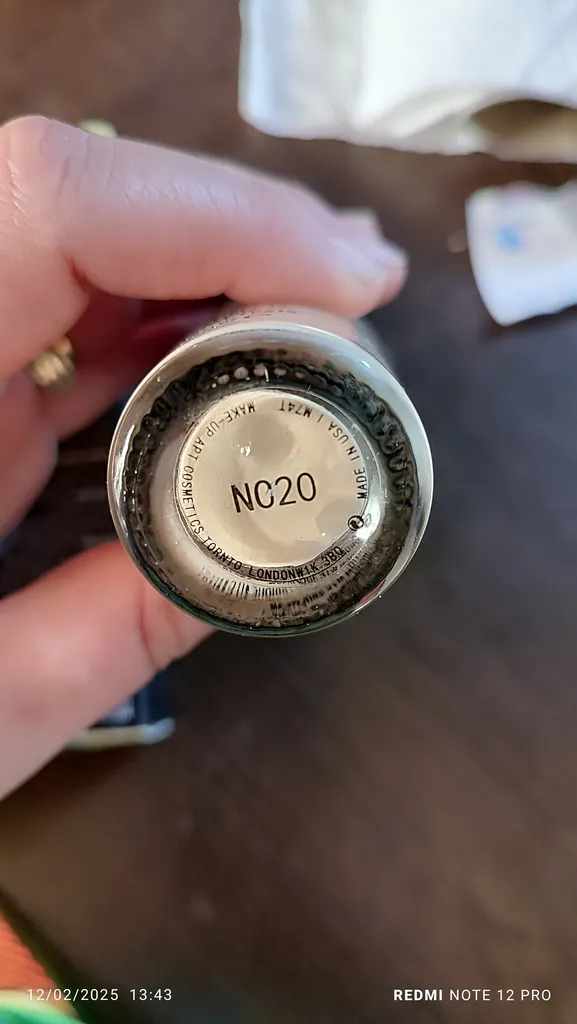 NC20
MAKE-UP ART COSMETICS TORNTO LONDONW1K 3BQ
MADE IN USA | M74T
12/02/2025 13:43
REDMI NOTE 12 PRO